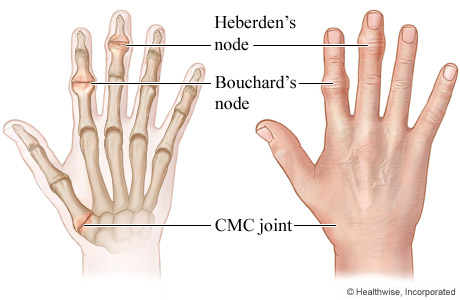 Heberden's
node
Bouchard's
node
CMC joint
© Healthwise, Incorporated